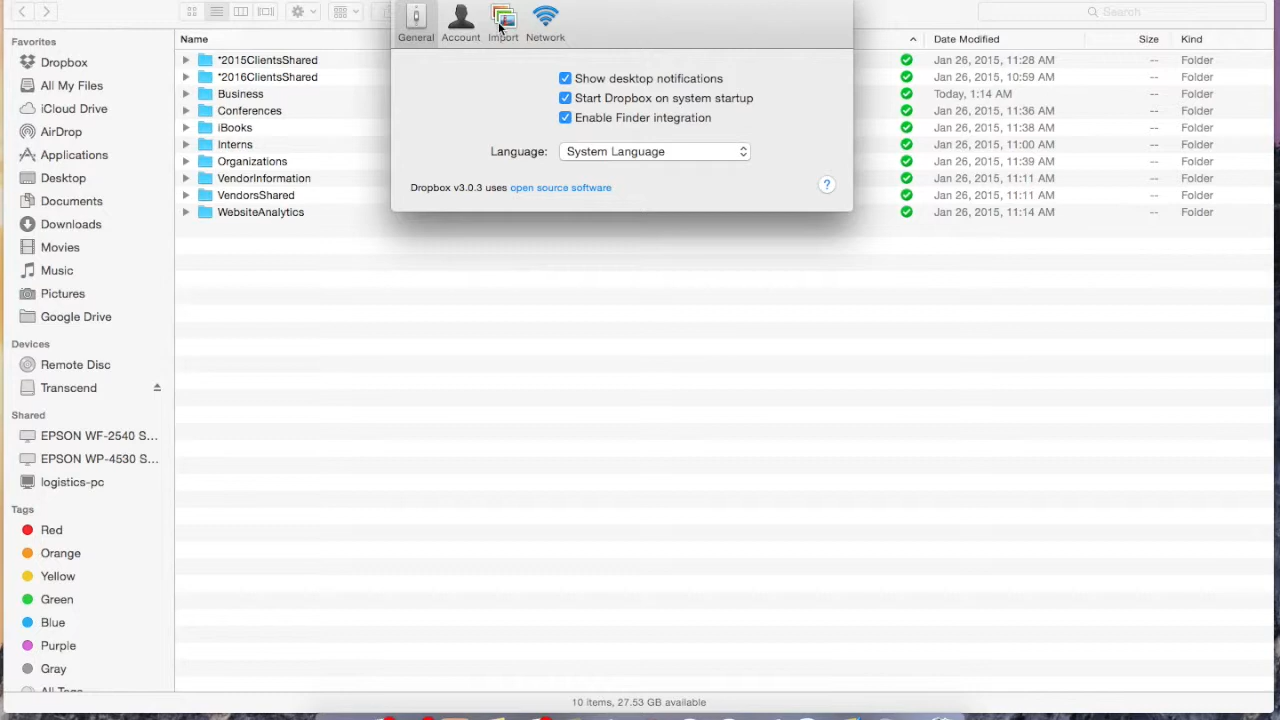 Search
General Account Import Network
Favorites
Dropbox
All My Files
iCloud Drive
AirDrop
Applications
Desktop
Documents
Downloads
Movies
Music
Pictures
Google Drive
Devices
Remote Disc
Transcend
Shared
EPSON WF-2540 S...
EPSON WP-4530 S...
logistics-pc
Tags
Red
Orange
Yellow
Green
Blue
Purple
Gray
All Tags
Name Date Modified Size Kind
*2015ClientsShared Jan 26, 2015, 11:28 AM -- Folder
*2016ClientsShared Jan 26, 2015, 10:59 AM -- Folder
Business Today, 1:14 AM -- Folder
Conferences Jan 26, 2015, 11:36 AM -- Folder
iBooks Jan 26, 2015, 11:38 AM -- Folder
Interns Jan 26, 2015, 11:00 AM -- Folder
Organizations Jan 26, 2015, 11:39 AM -- Folder
VendorInformation Jan 26, 2015, 11:11 AM -- Folder
VendorsShared Jan 26, 2015, 11:11 AM -- Folder
WebsiteAnalytics Jan 26, 2015, 11:14 AM -- Folder
Show desktop notifications
Start Dropbox on system startup
Enable Finder integration
Language: System Language
Dropbox v3.0.3 uses open source software ?
10 items, 27.53 GB available